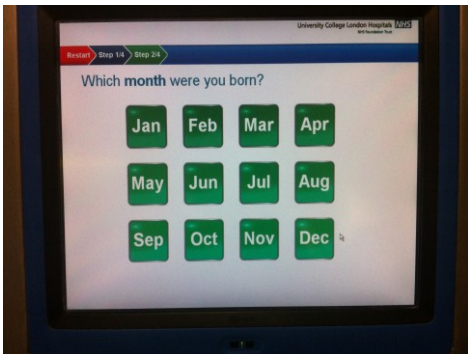 University College London Hospitals NHS
NHS Foundation Trust
Restart Step 1/4 Step 2/4
Which month were you born?
Jan Feb Mar Apr
May Jun Jul Aug
Sep Oct Nov Dec